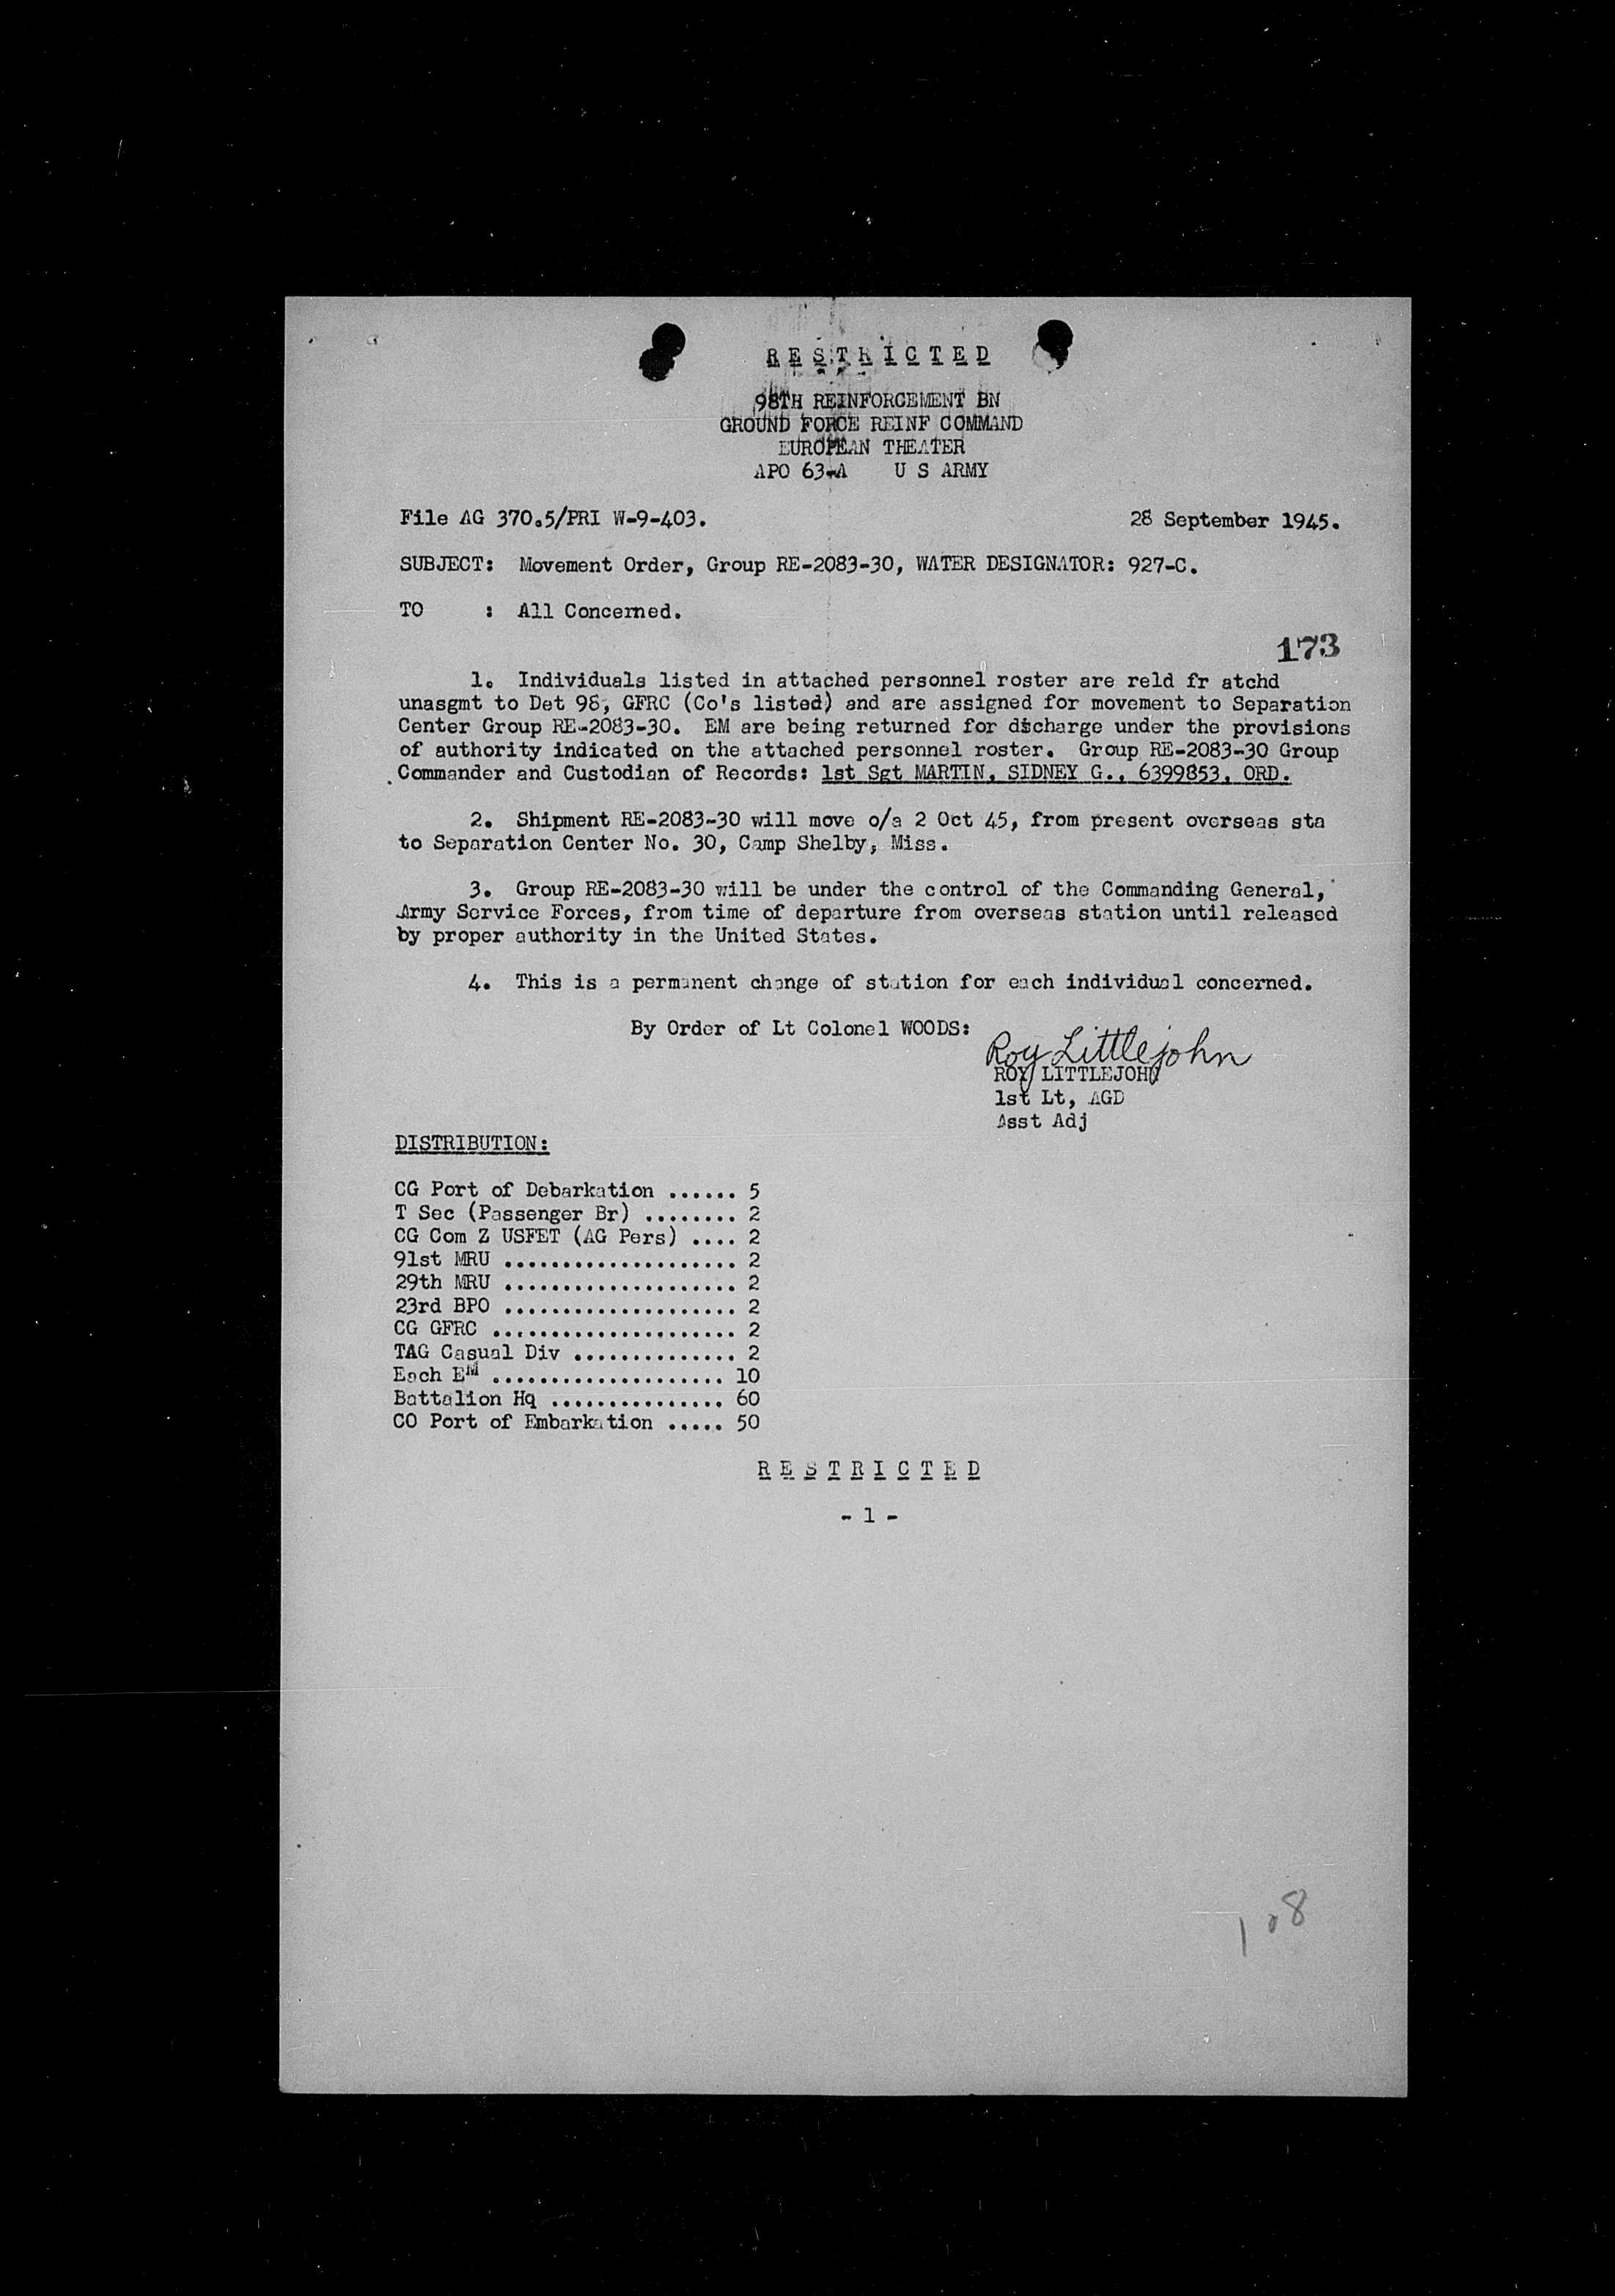 RESTRICTED
98TH REINFORCEMENT BN
GROUND FORCE REINF COMMAND
EUROPEAN THEATER
APO 63-A U S ARMY
File AG 370.5/PRI W-9-403. 28 September 1945.
SUBJECT: Movement Order, Group RE-2083-30, WATER DESIGNATOR: 927-C.
TO : All Concerned.
173
1. Individuals listed in attached personnel roster are reld fr atchd
unasgmt to Det 98, GFRC (Co's listed) and are assigned for movement to Separation
Center Group RE-2083-30. EM are being returned for dscharge under the provisions
of authority indicated on the attached personnel roster. Group RE-2083-30 Group
Commander and Custodian of Records: 1st Sgt MARTIN, SIDNEY G., 6399853, ORD.
2. Shipment RE-2083-30 will move o/a 2 Oct 45, from present overseas sta
to Separation Center No. 30, Camp Shelby, Miss.
3. Group RE-2083-30 will be under the control of the Commanding General,
Army Service Forces, from time of departure from overseas station until released
by proper authority in the United States.
4. This is a permanent change of station for each individual concerned.
By Order of Lt Colonel WOODS:
Roy Littlejohn
ROY LITTLEJOHN
1st Lt, AGD
Asst Adj
DISTRIBUTION:
CG Port of Debarkation ...... 5
T Sec (Passenger Br) ........ 2
CG Com Z USFET (AG Pers) .... 2
91st MRU .................... 2
29th MRU .................... 2
23rd BPO .................... 2
CG GFRC ..................... 2
TAG Casual Div .............. 2
Each EM .................... 10
Battalion Hq ............... 60
CO Port of Embarkation ..... 50
RESTRICTED
- 1 -
108